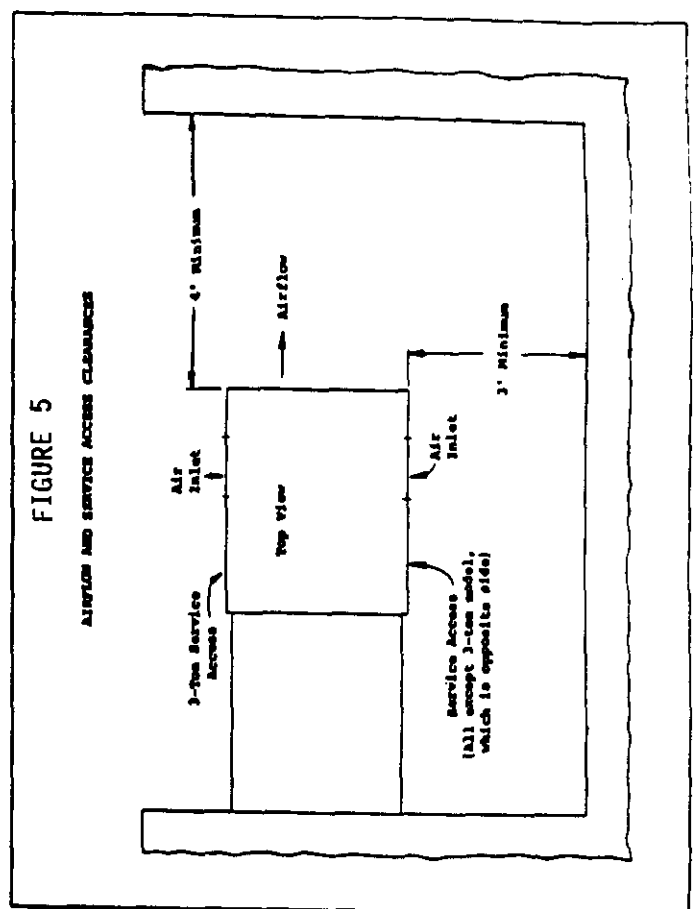 FIGURE 5
AIRFLOW AND SERVICE ACCESS CLEARANCES
3-Ton Service
Access
Air
Inlet
4' Minimum
Top View
Airflow
Service Access
(All except 3-ton model,
which is opposite side)
Air
Inlet
3' Minimum